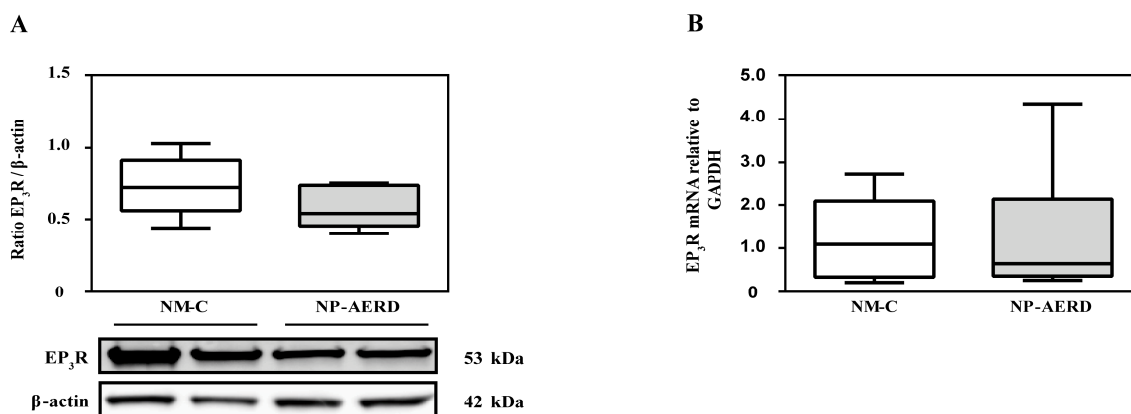 A
Ratio EP₃R / β-actin
1.5
1.0
0.5
0
NM-C
NP-AERD
EP₃R
53 kDa
β-actin
42 kDa
B
EP₃R mRNA relative to
GAPDH
5.0
4.0
3.0
2.0
1.0
0
NM-C
NP-AERD